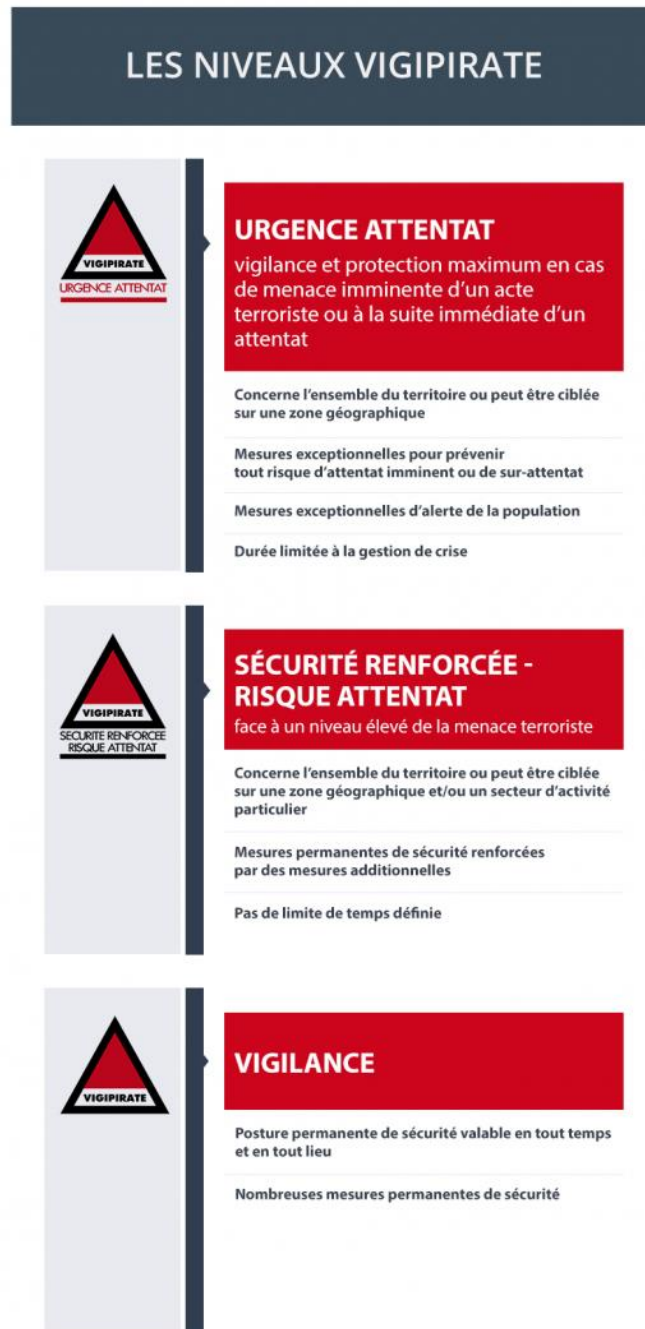 LES NIVEAUX VIGIPIRATE
VIGIPIRATE
URGENCE ATTENTAT
URGENCE ATTENTAT
vigilance et protection maximum en cas
de menace imminente d'un acte
terroriste ou à la suite immédiate d'un
attentat
Concerne l'ensemble du territoire ou peut être ciblée
sur une zone géographique
Mesures exceptionnelles pour prévenir
tout risque d'attentat imminent ou de sur-attentat
Mesures exceptionnelles d'alerte de la population
Durée limitée à la gestion de crise
VIGIPIRATE
SECURITE RENFORCEE
RISQUE ATTENTAT
SÉCURITÉ RENFORCÉE -
RISQUE ATTENTAT
face à un niveau élevé de la menace terroriste
Concerne l'ensemble du territoire ou peut être ciblée
sur une zone géographique et/ou un secteur d'activité
particulier
Mesures permanentes de sécurité renforcées
par des mesures additionnelles
Pas de limite de temps définie
VIGIPIRATE
VIGILANCE
Posture permanente de sécurité valable en tout temps
et en tout lieu
Nombreuses mesures permanentes de sécurité